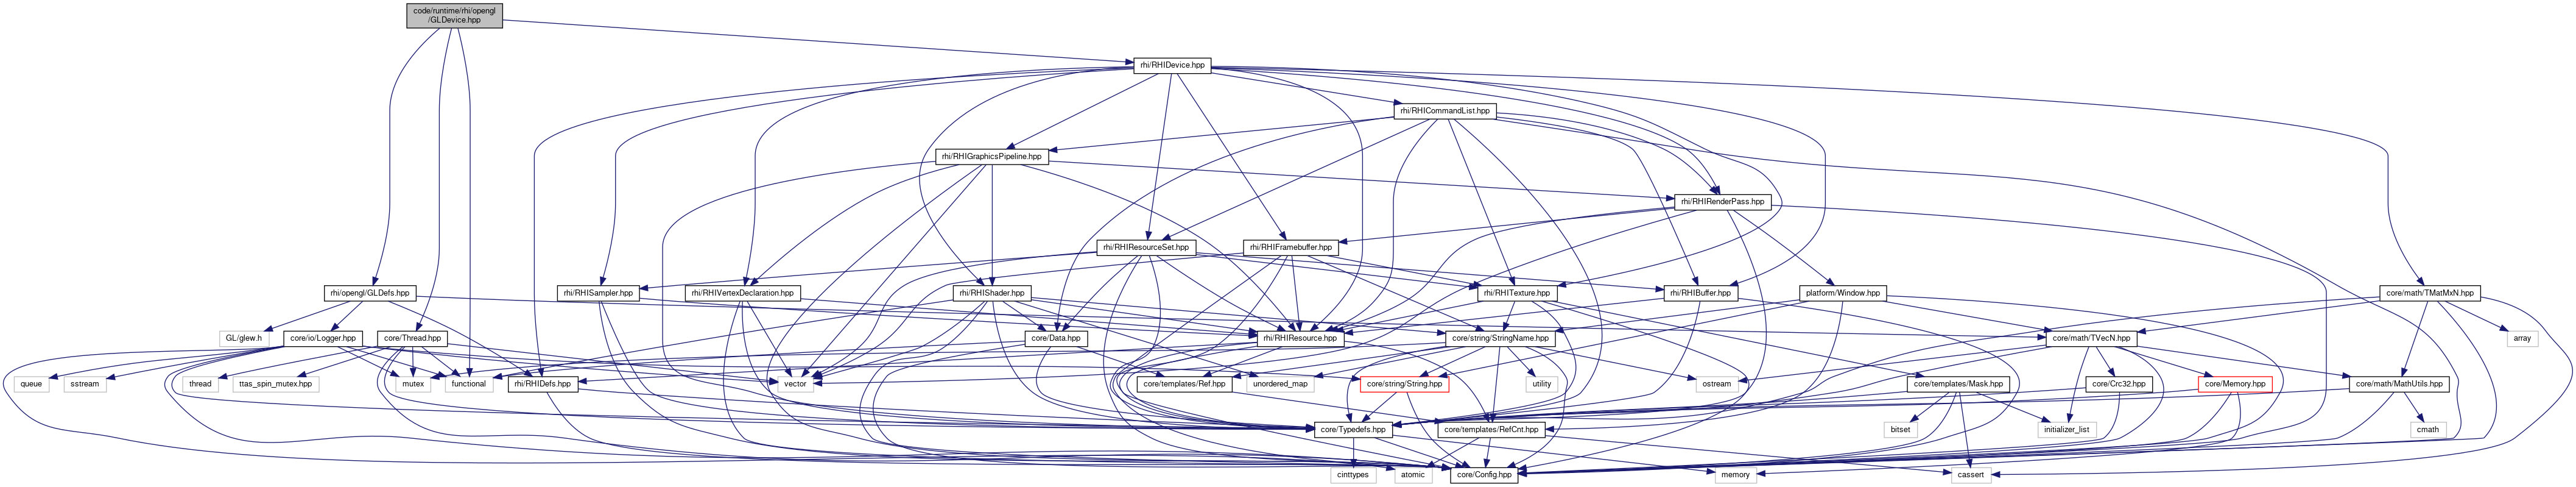 code/runtime/rhi/opengl
/GLDevice.hpp
rhi/RHIDevice.hpp
rhi/RHICommandList.hpp
rhi/RHIGraphicsPipeline.hpp
rhi/RHIRenderPass.hpp
rhi/RHIResourceSet.hpp
rhi/RHIFramebuffer.hpp
rhi/opengl/GLDefs.hpp
rhi/RHISampler.hpp
rhi/RHIVertexDeclaration.hpp
rhi/RHIShader.hpp
rhi/RHITexture.hpp
rhi/RHIBuffer.hpp
platform/Window.hpp
core/math/TMatMxN.hpp
GL/glew.h
core/io/Logger.hpp
core/Thread.hpp
core/Data.hpp
rhi/RHIResource.hpp
core/string/StringName.hpp
core/math/TVecN.hpp
array
queue
sstream
thread
ttas_spin_mutex.hpp
mutex
functional
rhi/RHIDefs.hpp
vector
core/templates/Ref.hpp
unordered_map
core/string/String.hpp
utility
ostream
core/templates/Mask.hpp
core/Crc32.hpp
core/Memory.hpp
core/math/MathUtils.hpp
core/Typedefs.hpp
core/templates/RefCnt.hpp
bitset
initializer_list
cmath
cinttypes
atomic
core/Config.hpp
memory
cassert